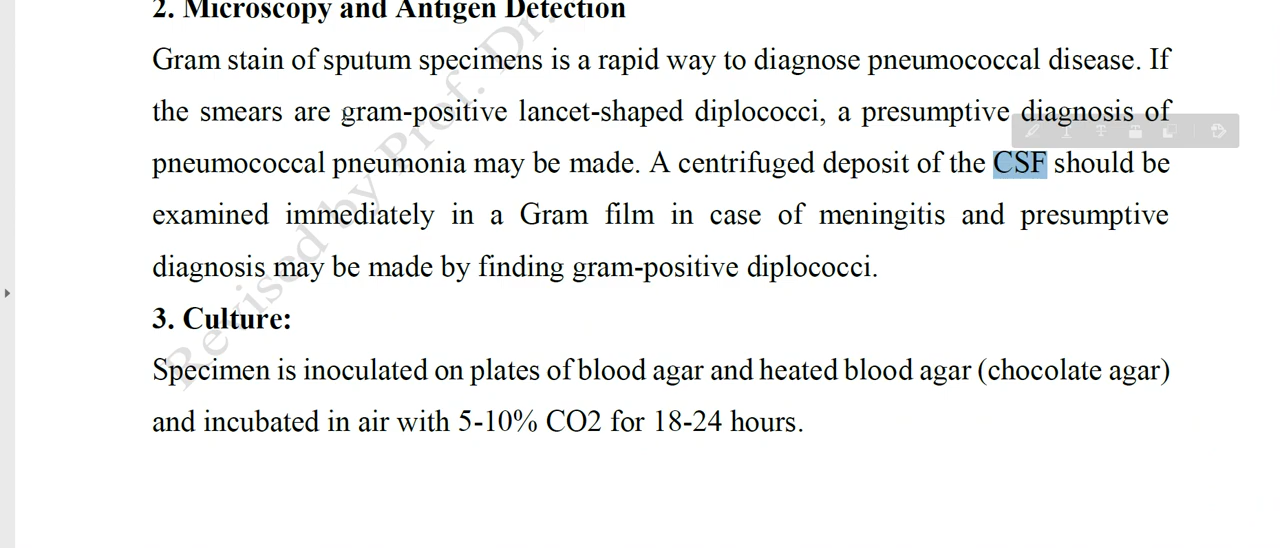 2. Microscopy and Antigen Detection
Gram stain of sputum specimens is a rapid way to diagnose pneumococcal disease. If
the smears are gram-positive lancet-shaped diplococci, a presumptive diagnosis of
pneumococcal pneumonia may be made. A centrifuged deposit of the CSF should be
examined immediately in a Gram film in case of meningitis and presumptive
diagnosis may be made by finding gram-positive diplococci.
3. Culture:
Specimen is inoculated on plates of blood agar and heated blood agar (chocolate agar)
and incubated in air with 5-10% CO2 for 18-24 hours.
Revised by Prof. Dr.